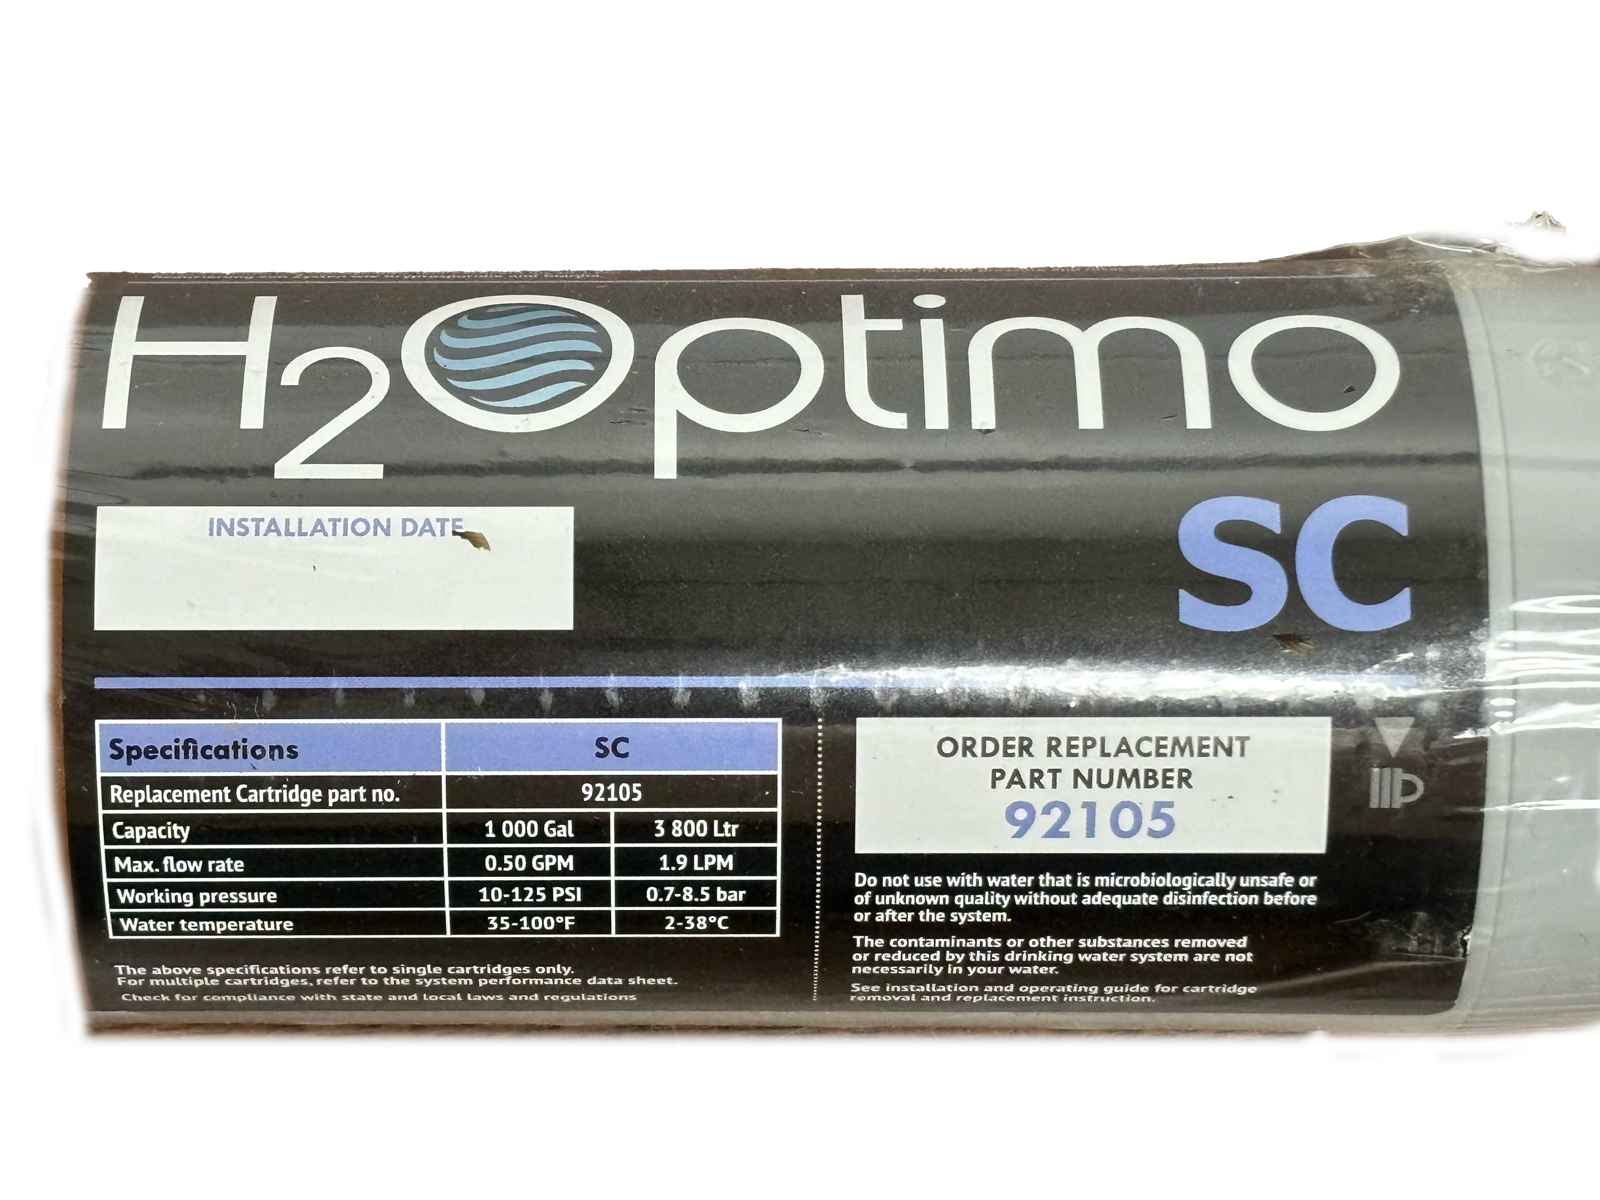 H2Optimo
SC
INSTALLATION DATE
Specifications SC
Replacement Cartridge part no. 92105
Capacity 1 000 Gal 3 800 Ltr
Max. flow rate 0.50 GPM 1.9 LPM
Working pressure 10-125 PSI 0.7-8.5 bar
Water temperature 35-100°F 2-38°C
The above specifications refer to single cartridges only.
For multiple cartridges, refer to the system performance data sheet.
Check for compliance with state and local laws and regulations
ORDER REPLACEMENT
PART NUMBER
92105
Do not use with water that is microbiologically unsafe or
of unknown quality without adequate disinfection before
or after the system.
The contaminants or other substances removed
or reduced by this drinking water system are not
necessarily in your water.
See installation and operating guide for cartridge
removal and replacement instruction.